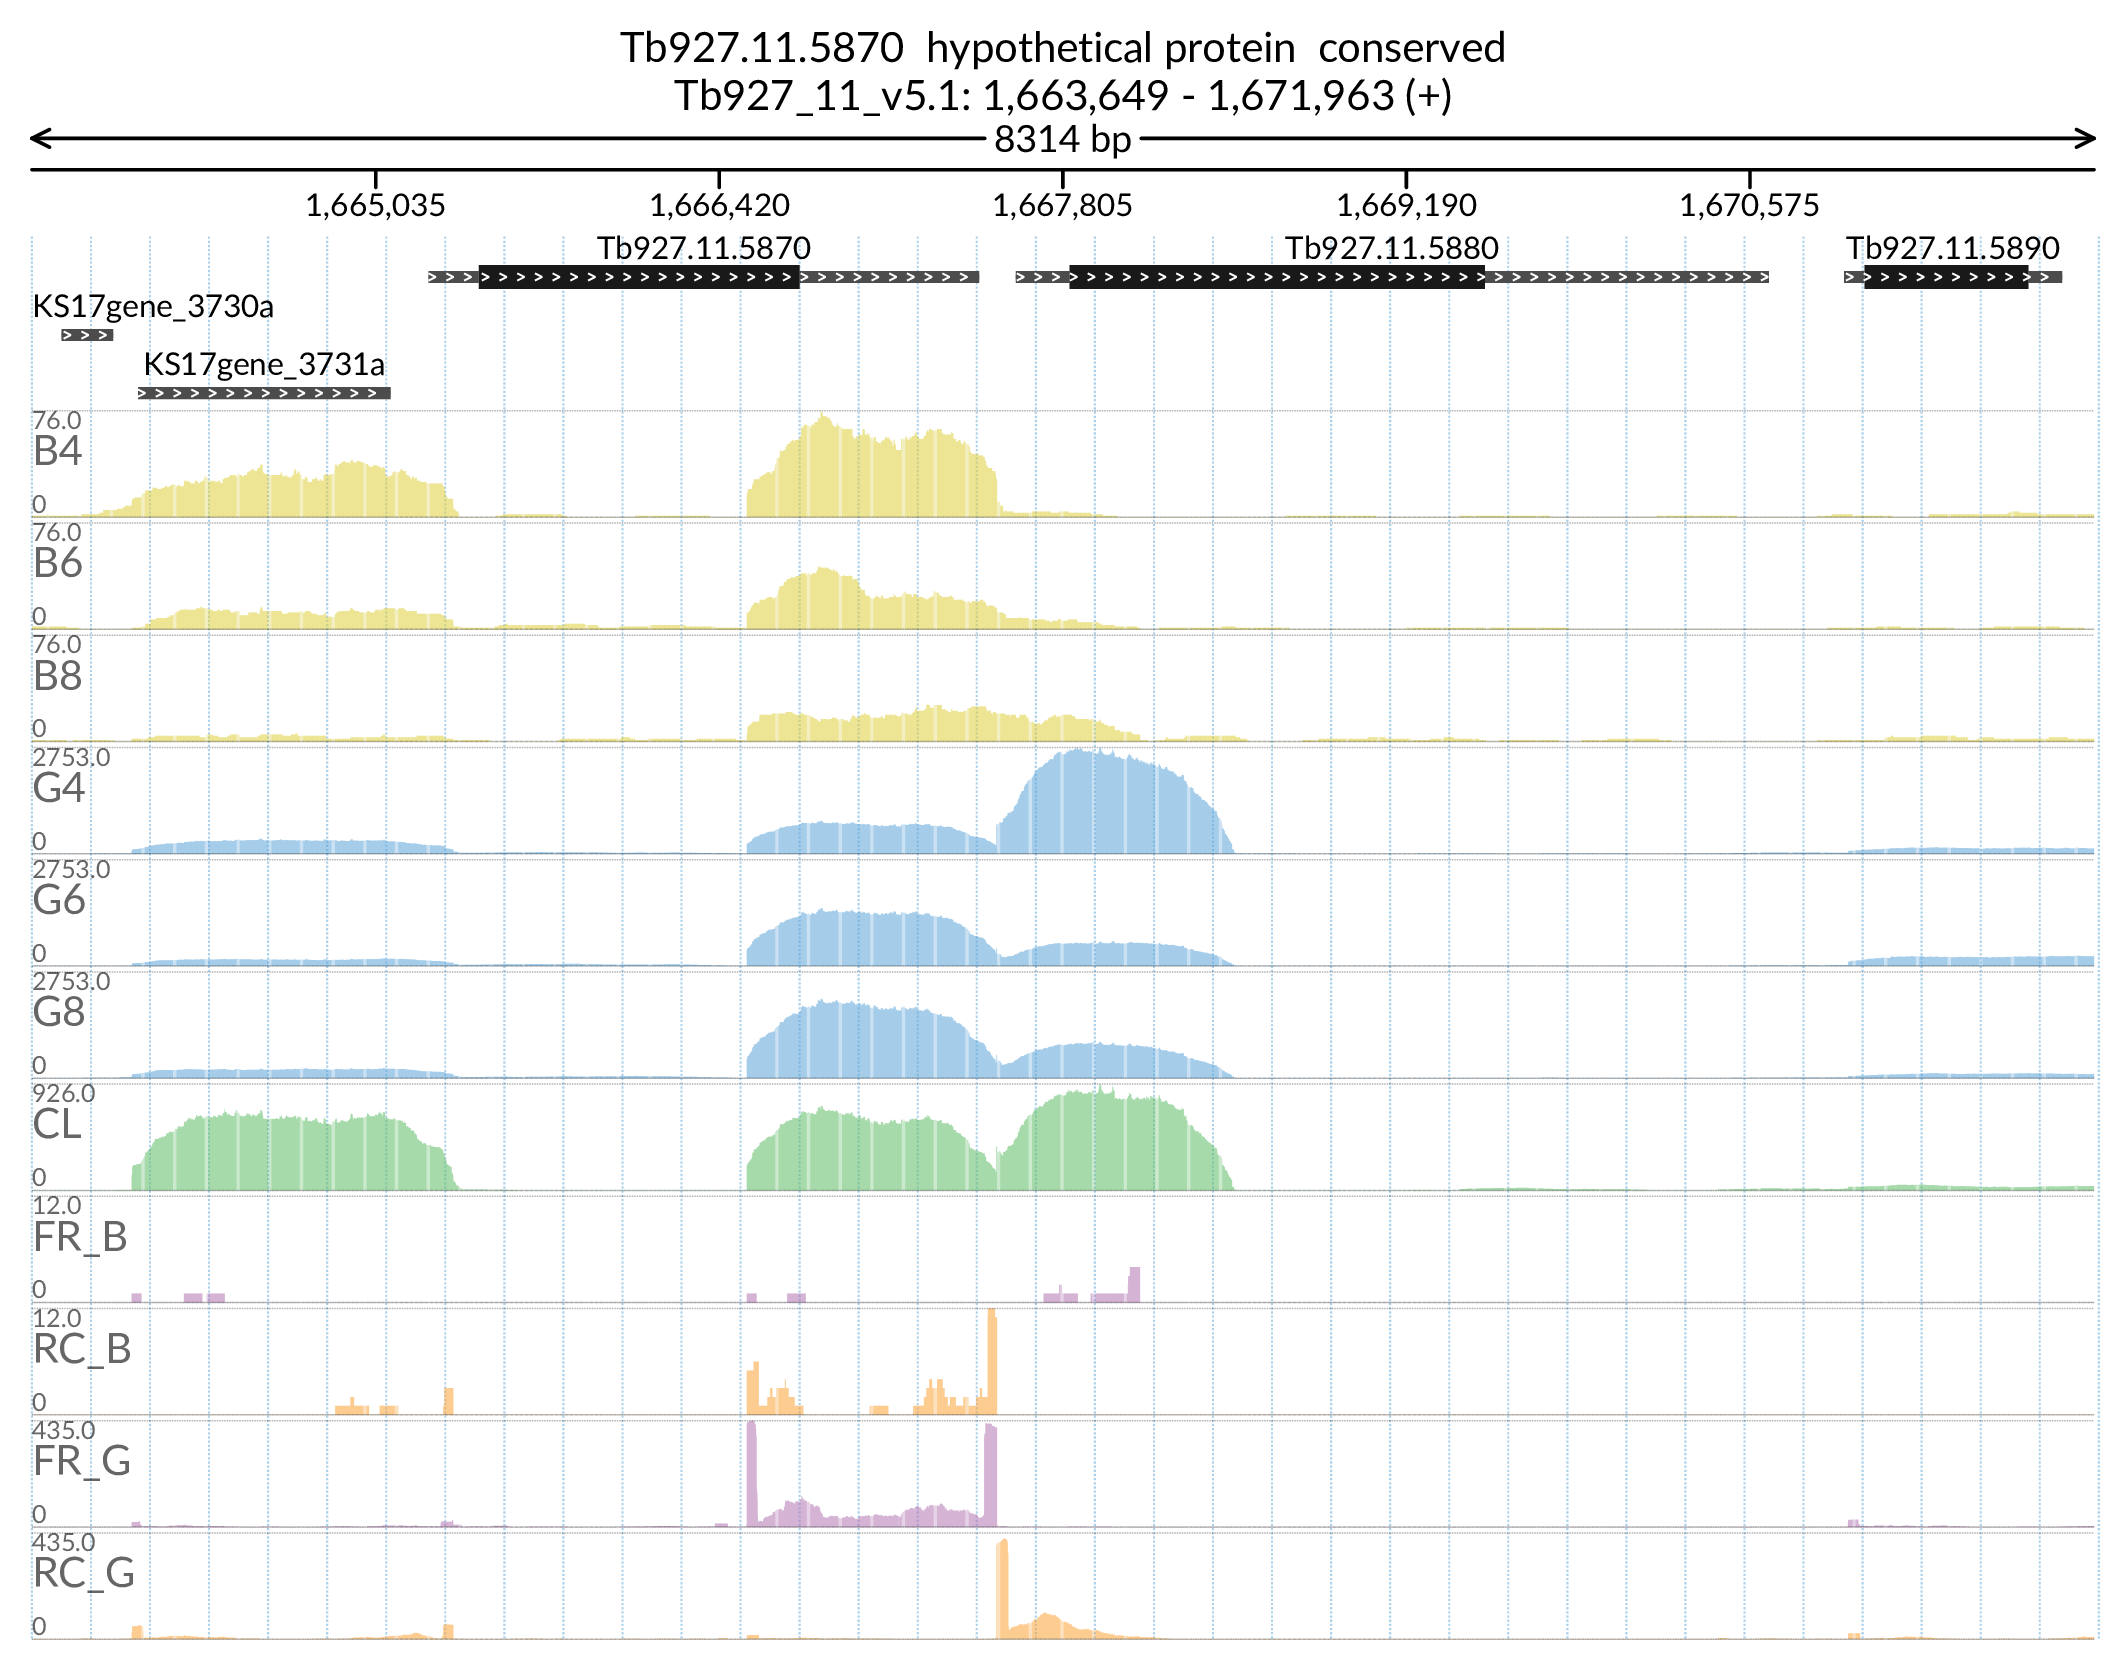 Tb927.11.5870  hypothetical protein  conserved
Tb927_11_v5.1: 1,663,649 - 1,671,963 (+)
8314 bp
1,665,035 1,666,420 1,667,805 1,669,190 1,670,575
Tb927.11.5870 Tb927.11.5880 Tb927.11.5890
KS17gene_3730a
KS17gene_3731a
76.0
B4
0
76.0
B6
0
76.0
B8
0
2753.0
G4
0
2753.0
G6
0
2753.0
G8
0
926.0
CL
0
12.0
FR_B
0
12.0
RC_B
0
435.0
FR_G
0
435.0
RC_G
0